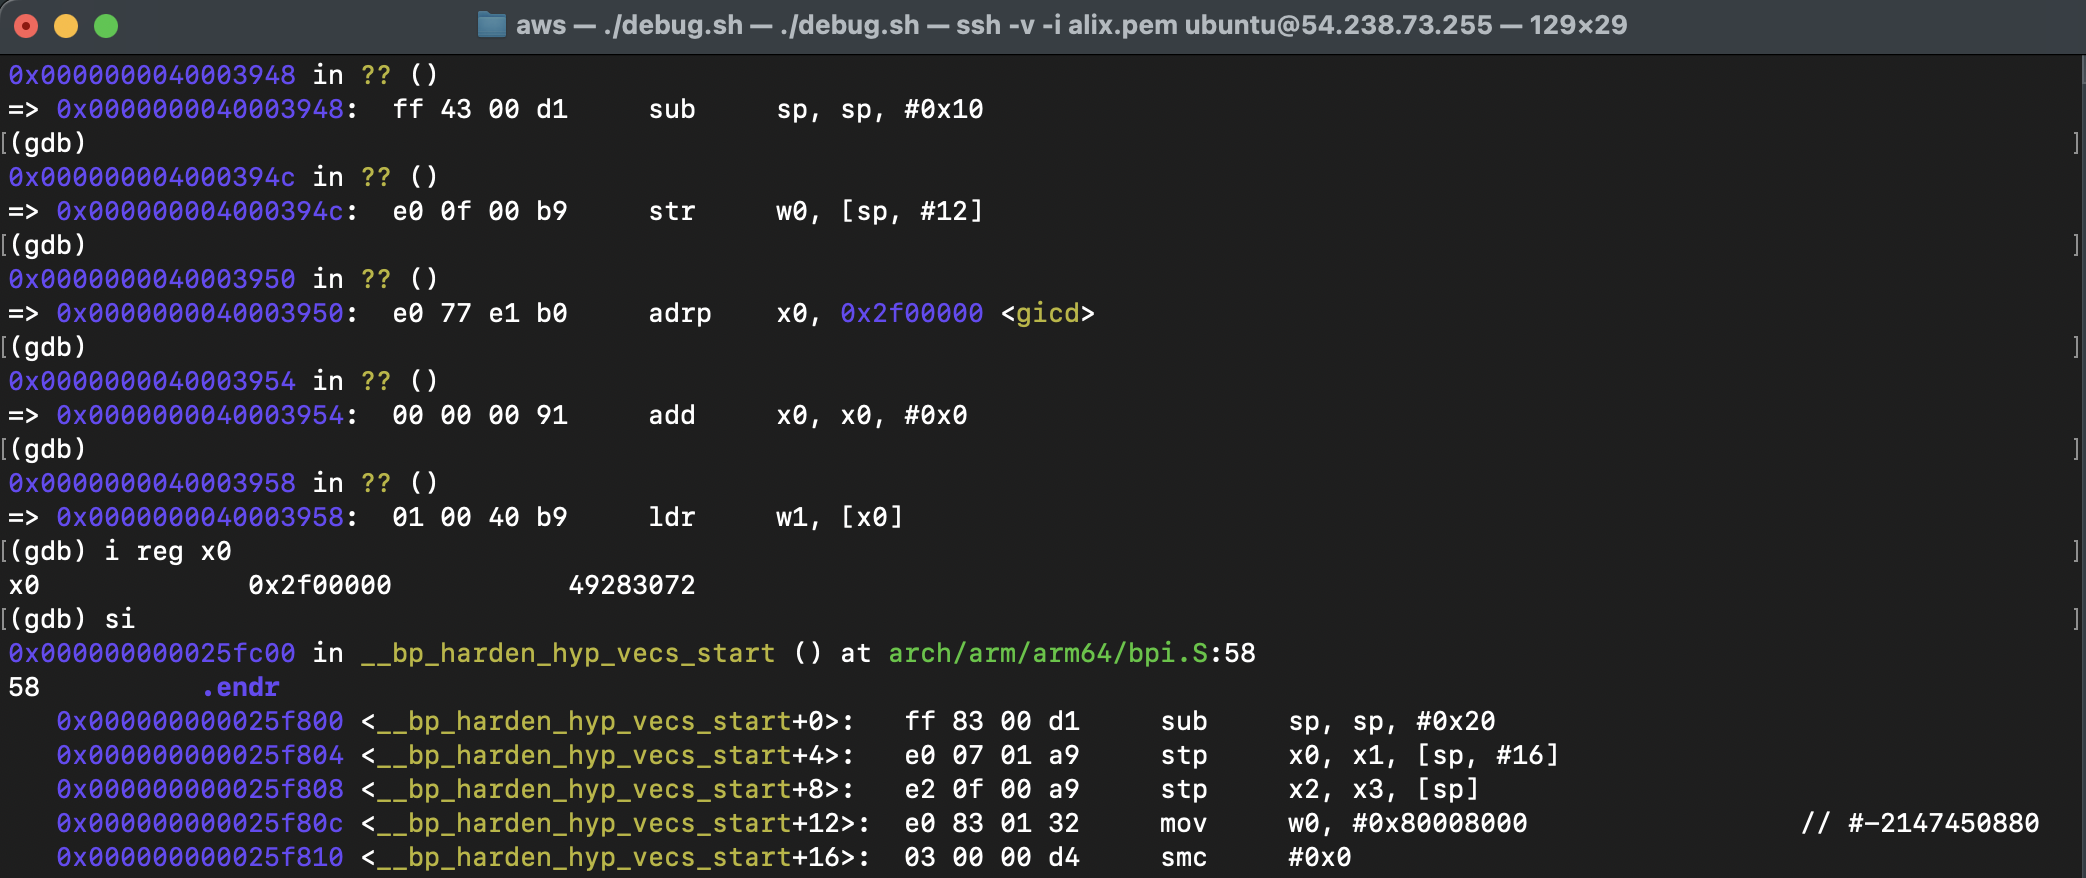 aws — ./debug.sh — ./debug.sh — ssh -v -i alix.pem ubuntu@54.238.73.255 — 129×29
0x0000000040003948 in ?? ()
=> 0x0000000040003948:  ff 43 00 d1     sub     sp, sp, #0x10
[(gdb) ]
0x000000004000394c in ?? ()
=> 0x000000004000394c:  e0 0f 00 b9     str     w0, [sp, #12]
[(gdb) ]
0x0000000040003950 in ?? ()
=> 0x0000000040003950:  e0 77 e1 b0     adrp    x0, 0x2f00000 <gicd>
[(gdb) ]
0x0000000040003954 in ?? ()
=> 0x0000000040003954:  00 00 00 91     add     x0, x0, #0x0
[(gdb) ]
0x0000000040003958 in ?? ()
=> 0x0000000040003958:  01 00 40 b9     ldr     w1, [x0]
[(gdb) i reg x0 ]
x0             0x2f00000           49283072
[(gdb) si ]
0x000000000025fc00 in __bp_harden_hyp_vecs_start () at arch/arm/arm64/bpi.S:58
58          .endr
   0x000000000025f800 <__bp_harden_hyp_vecs_start+0>:   ff 83 00 d1     sub     sp, sp, #0x20
   0x000000000025f804 <__bp_harden_hyp_vecs_start+4>:   e0 07 01 a9     stp     x0, x1, [sp, #16]
   0x000000000025f808 <__bp_harden_hyp_vecs_start+8>:   e2 0f 00 a9     stp     x2, x3, [sp]
   0x000000000025f80c <__bp_harden_hyp_vecs_start+12>:  e0 83 01 32     mov     w0, #0x80008000                 // #-2147450880
   0x000000000025f810 <__bp_harden_hyp_vecs_start+16>:  03 00 00 d4     smc     #0x0